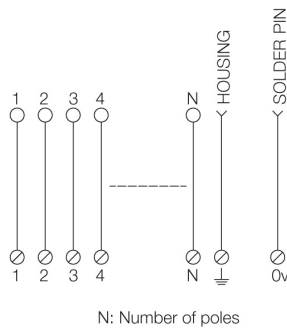 HOUSING
SOLDER PIN
1 2 3 4 N
1 2 3 4 N 0v
N: Number of poles